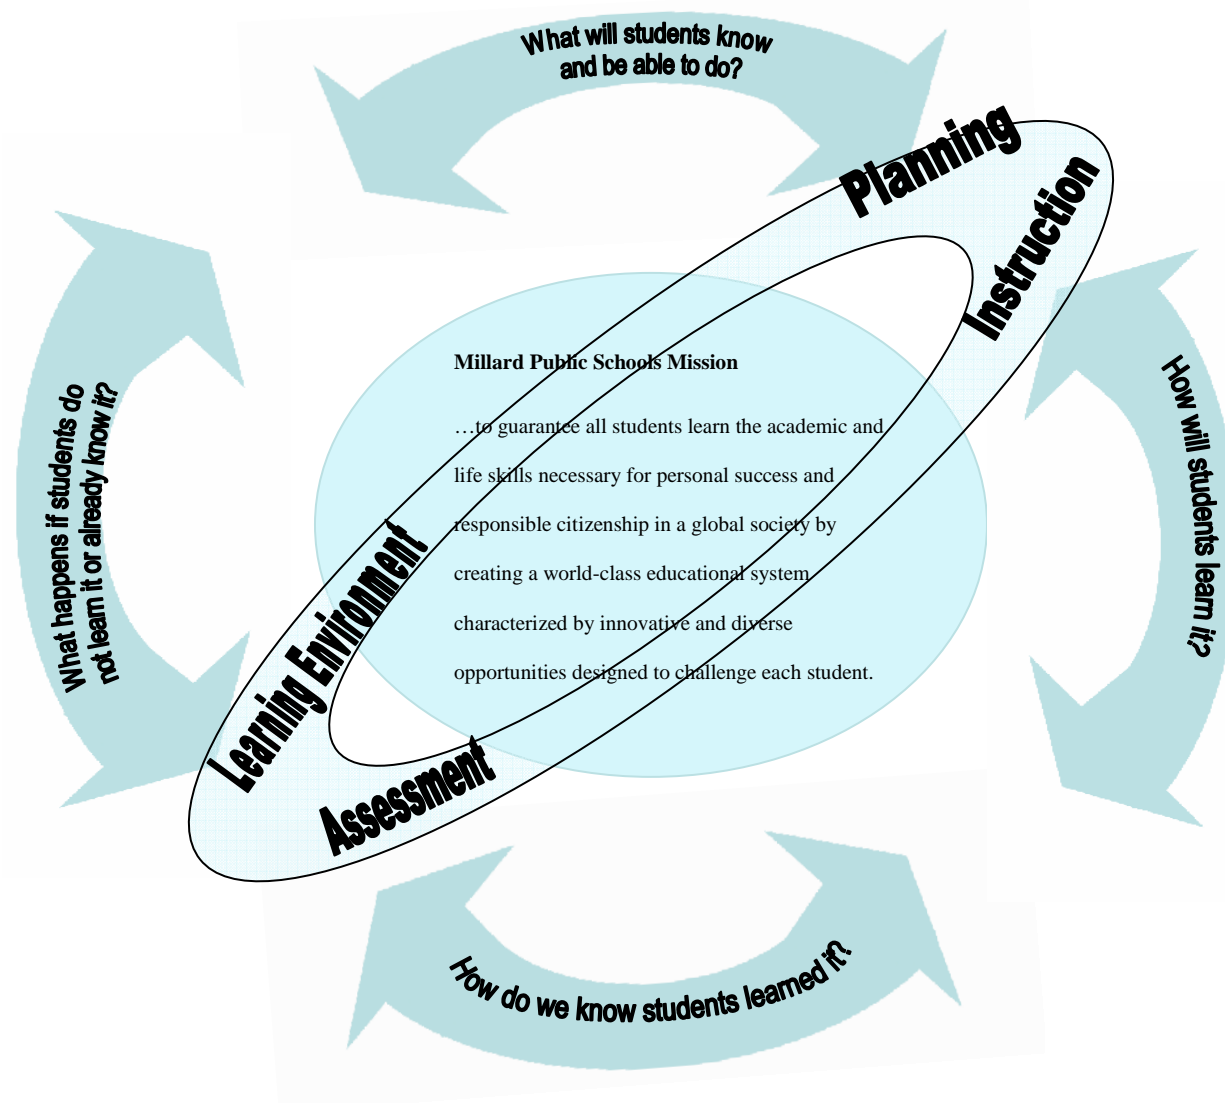 What will students know
and be able to do?
Planning
Instruction
How will students learn it?
Millard Public Schools Mission
…to guarantee all students learn the academic and
life skills necessary for personal success and
responsible citizenship in a global society by
creating a world-class educational system
characterized by innovative and diverse
opportunities designed to challenge each student.
What happens if students do
not learn it or already know it?
Learning Environment
Assessment
How do we know students learned it?